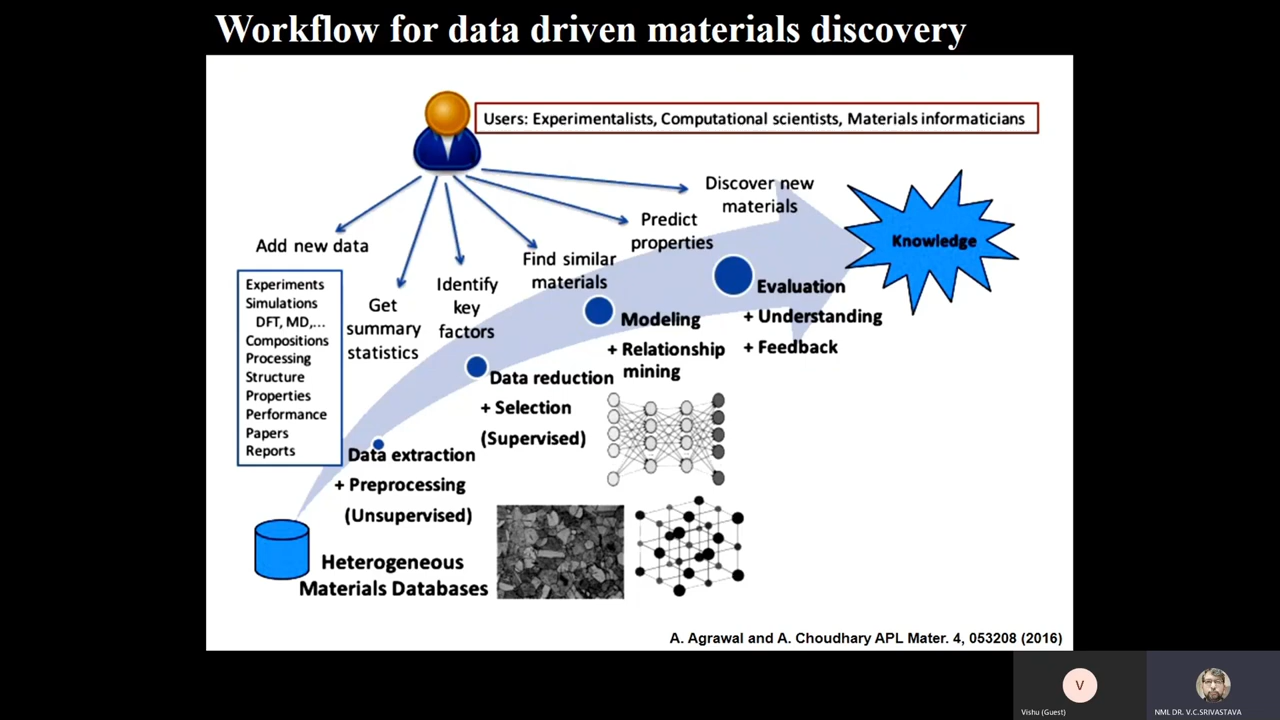 Workflow for data driven materials discovery
Users: Experimentalists, Computational scientists, Materials informaticians
Add new data
Get
summary
statistics
Identify
key
factors
Find similar
materials
Predict
properties
Discover new
materials
Knowledge
Experiments
Simulations
DFT, MD,...
Compositions
Processing
Structure
Properties
Performance
Papers
Reports
Heterogeneous
Materials Databases
Data extraction
+ Preprocessing
(Unsupervised)
Data reduction
+ Selection
(Supervised)
Modeling
+ Relationship
mining
Evaluation
+ Understanding
+ Feedback
A. Agrawal and A. Choudhary APL Mater. 4, 053208 (2016)
V
Vishu (Guest)
NML DR. V.C.SRIVASTAVA